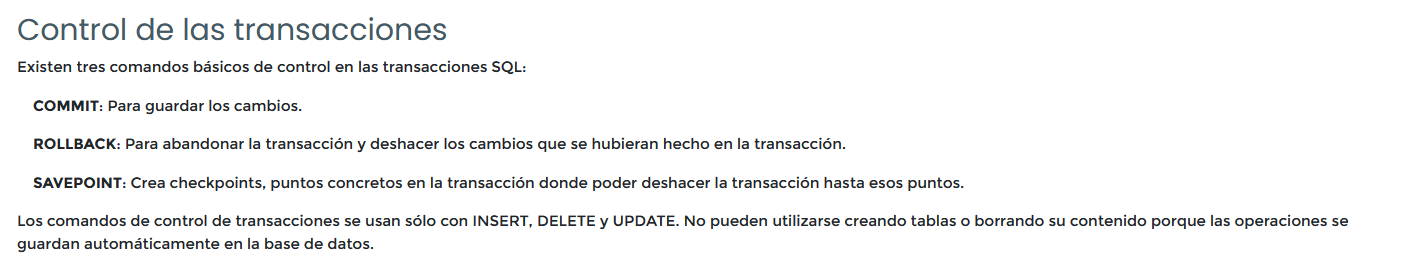 Control de las transacciones
Existen tres comandos básicos de control en las transacciones SQL:
COMMIT: Para guardar los cambios.
ROLLBACK: Para abandonar la transacción y deshacer los cambios que se hubieran hecho en la transacción.
SAVEPOINT: Crea checkpoints, puntos concretos en la transacción donde poder deshacer la transacción hasta esos puntos.
Los comandos de control de transacciones se usan sólo con INSERT, DELETE y UPDATE. No pueden utilizarse creando tablas o borrando su contenido porque las operaciones se
guardan automáticamente en la base de datos.